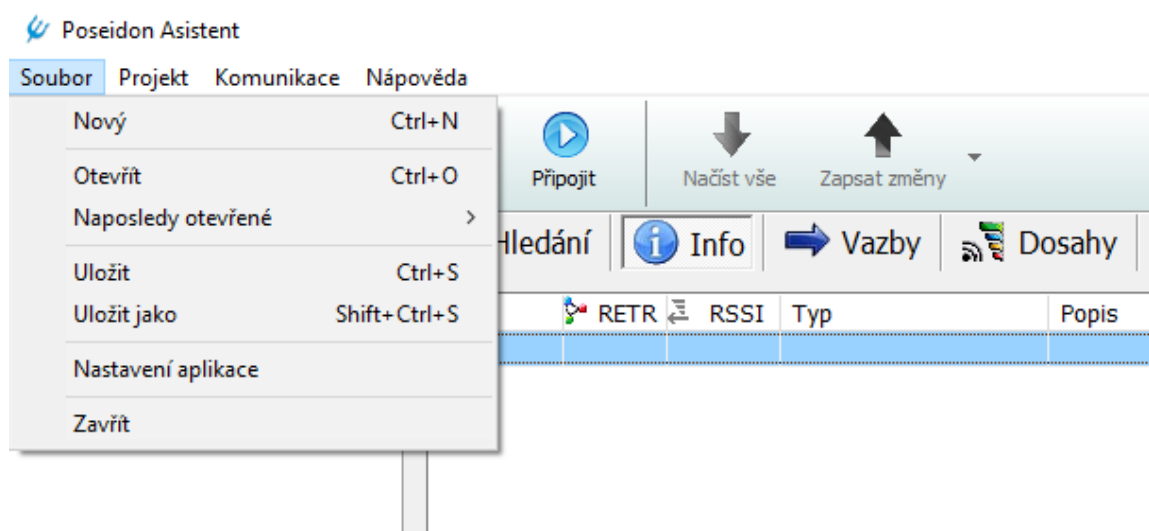 Poseidon Asistent
Soubor Projekt Komunikace Nápověda
Nový Ctrl+N
Otevřít Ctrl+O
Naposledy otevřené
Uložit Ctrl+S
Uložit jako Shift+Ctrl+S
Nastavení aplikace
Zavřít
Připojit Načíst vše Zapsat změny
Hledání Info Vazby Dosahy
RETR RSSI Typ Popis